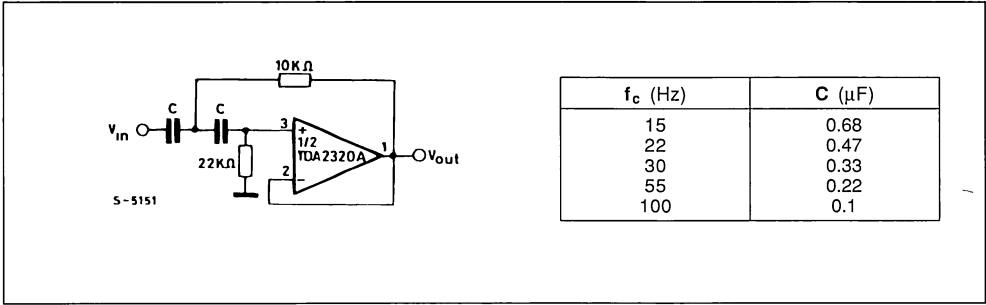 10KΩ
C C
Vin
3
+
1/2
TDA2320A
1
Vout
22KΩ
2
-
S-5151
fc (Hz) C (μF)
15 0.68
22 0.47
30 0.33
55 0.22
100 0.1